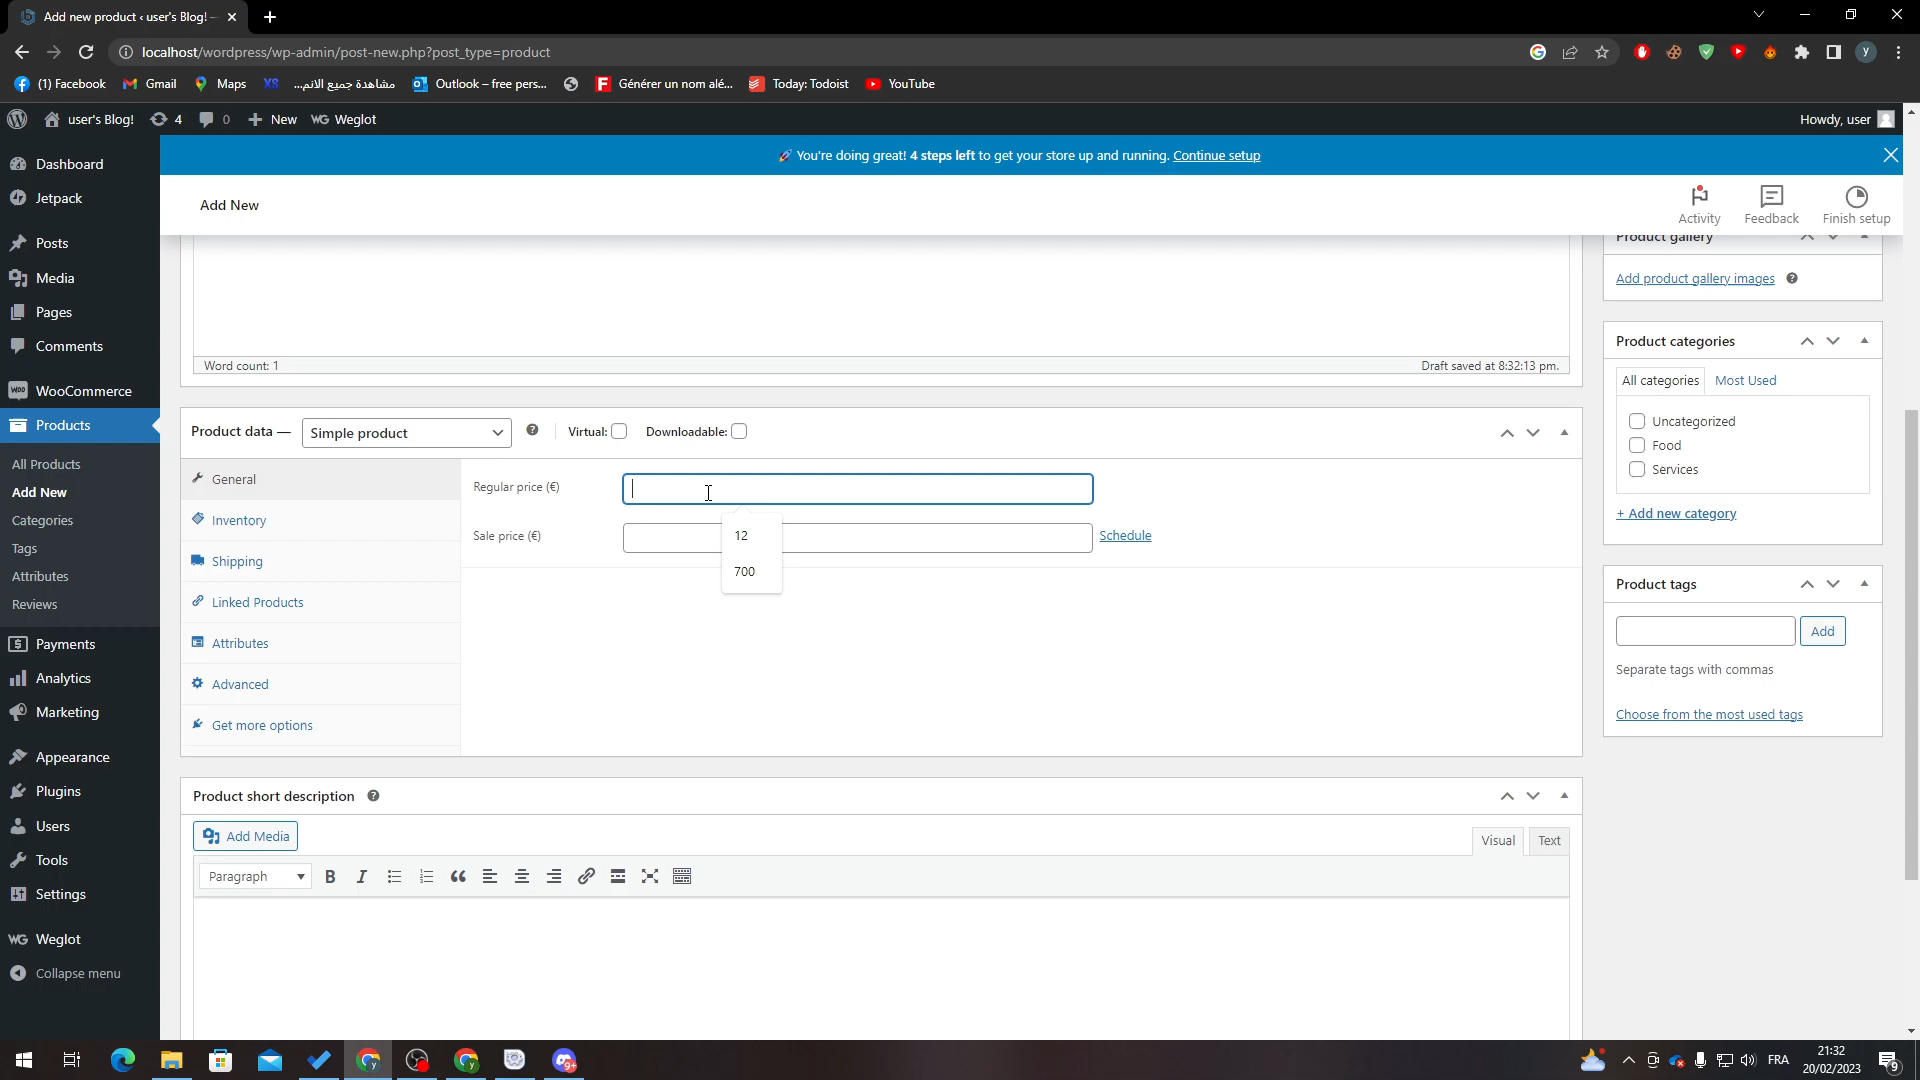 Add new product ‹ user's Blog! –
localhost/wordpress/wp-admin/post-new.php?post_type=product
(1) Facebook
Gmail
Maps
XS
مشاهدة جميع الانم...
Outlook – free pers...
Générer un nom alé...
Today: Todoist
YouTube
user's Blog!
4
0
New
WG Weglot
Howdy, user
🚀 You're doing great! 4 steps left to get your store up and running. Continue setup
Dashboard
Jetpack
Posts
Media
Pages
Comments
WooCommerce
Products
All Products
Add New
Categories
Tags
Attributes
Reviews
Payments
Analytics
Marketing
Appearance
Plugins
Users
Tools
Settings
WG Weglot
Collapse menu
Add New
Activity
Feedback
Finish setup
Word count: 1
Draft saved at 8:32:13 pm.
Product data —
Simple product
Virtual:
Downloadable:
General
Inventory
Shipping
Linked Products
Attributes
Advanced
Get more options
Regular price (€)
Sale price (€)
Schedule
12
700
Product short description
Add Media
Visual
Text
Paragraph
B
I
Product gallery
Add product gallery images
Product categories
All categories
Most Used
Uncategorized
Food
Services
+ Add new category
Product tags
Add
Separate tags with commas
Choose from the most used tags
FRA
21:32
20/02/2023
9